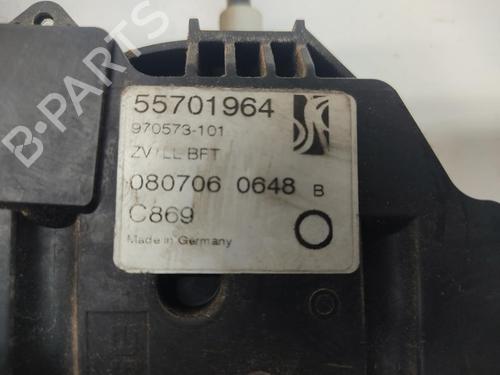 55701964
970573-101
ZV/LL BFT
080706 0648 B
C869
Made in Germany
B-PARTS